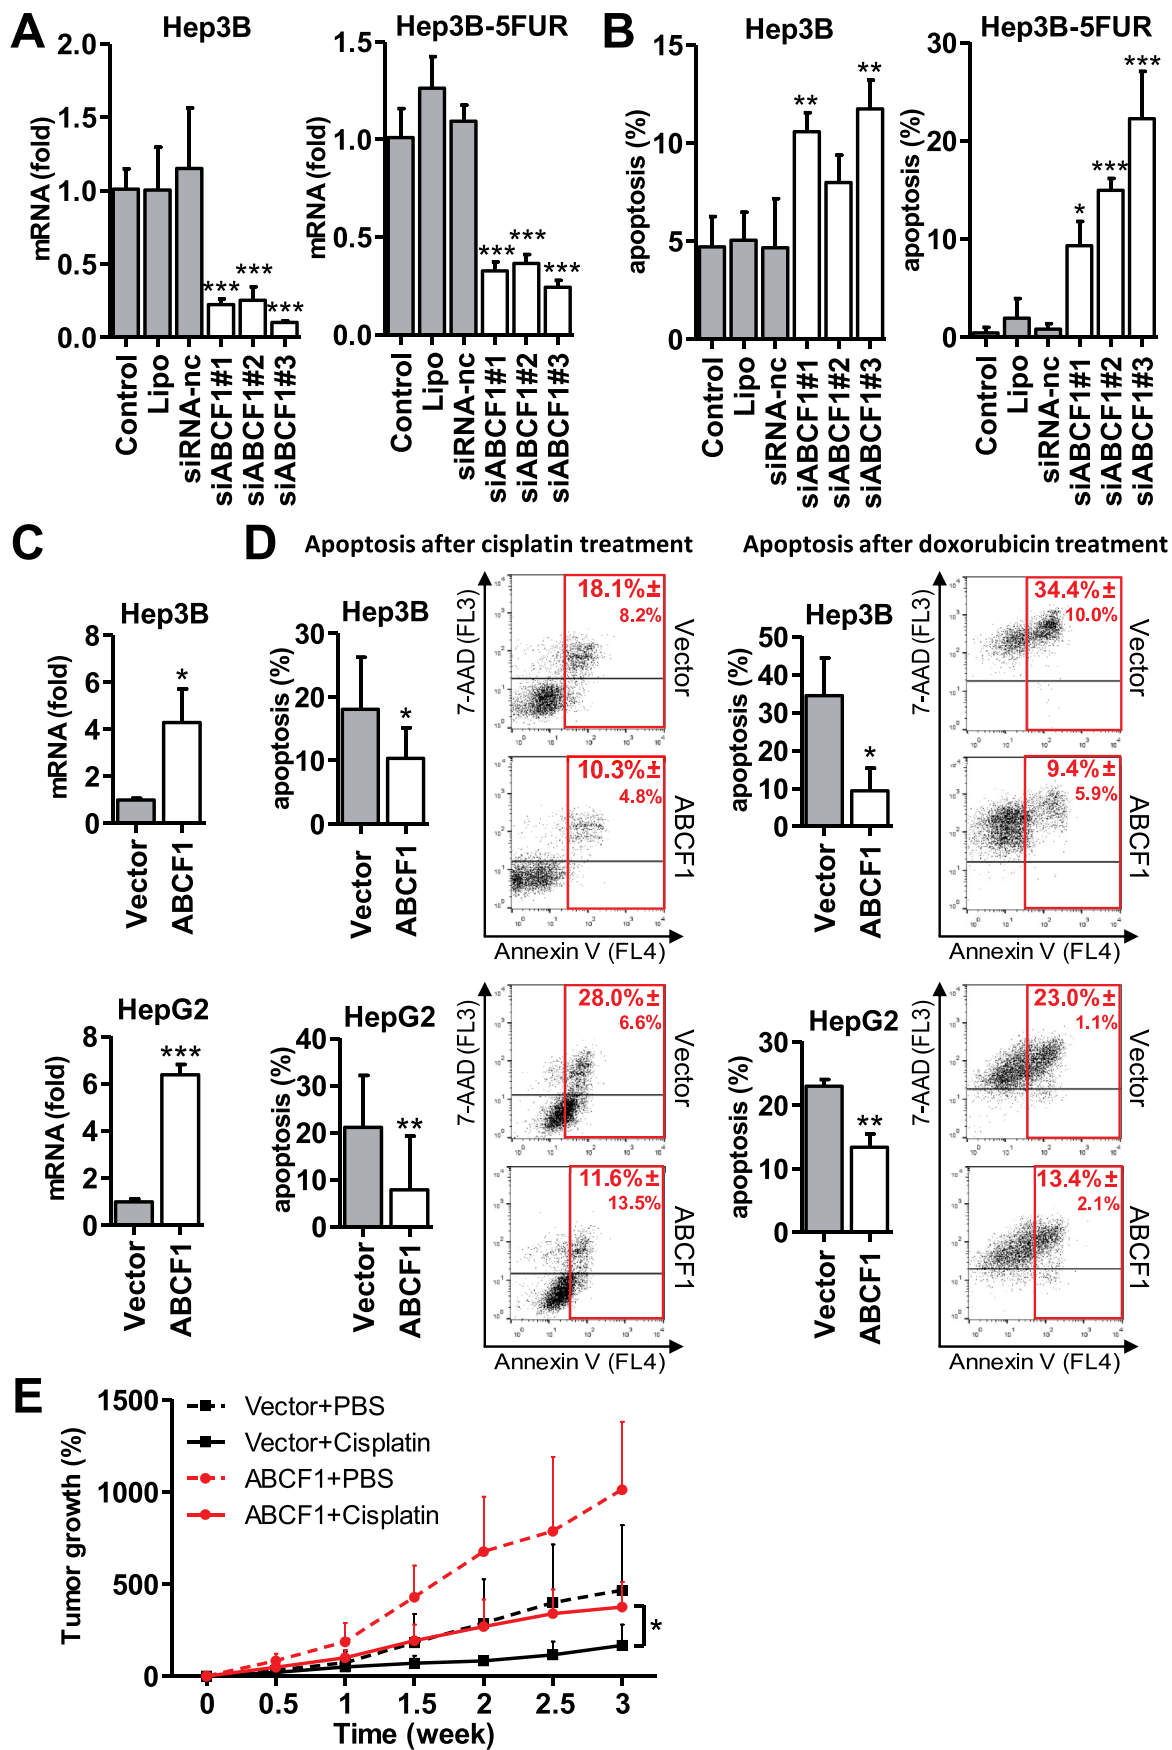 A
Hep3B
mRNA (fold)
2.0
1.5
1.0
0.5
0.0
***
***
***
Control
Lipo
siRNA-nc
siABCF1#1
siABCF1#2
siABCF1#3
Hep3B-5FUR
mRNA (fold)
1.5
1.0
0.5
0.0
***
***
***
Control
Lipo
siRNA-nc
siABCF1#1
siABCF1#2
siABCF1#3
B
Hep3B
apoptosis (%)
15
10
5
0
**
**
Control
Lipo
siRNA-nc
siABCF1#1
siABCF1#2
siABCF1#3
Hep3B-5FUR
apoptosis (%)
30
20
10
0
*
***
***
Control
Lipo
siRNA-nc
siABCF1#1
siABCF1#2
siABCF1#3
C
Hep3B
mRNA (fold)
8
6
4
2
0
*
Vector
ABCF1
HepG2
mRNA (fold)
8
6
4
2
0
***
Vector
ABCF1
D
Apoptosis after cisplatin treatment
Hep3B
apoptosis (%)
30
20
10
0
*
Vector
ABCF1
7-AAD (FL3)
18.1%±
8.2%
Vector
10.3%±
4.8%
ABCF1
Annexin V (FL4)
HepG2
apoptosis (%)
40
30
20
10
0
**
Vector
ABCF1
7-AAD (FL3)
28.0%±
6.6%
Vector
11.6%±
13.5%
ABCF1
Annexin V (FL4)
Apoptosis after doxorubicin treatment
Hep3B
apoptosis (%)
50
40
30
20
10
0
*
Vector
ABCF1
7-AAD (FL3)
34.4%±
10.0%
Vector
9.4%±
5.9%
ABCF1
Annexin V (FL4)
HepG2
apoptosis (%)
30
20
10
0
**
Vector
ABCF1
7-AAD (FL3)
23.0%±
1.1%
Vector
13.4%±
2.1%
ABCF1
Annexin V (FL4)
E
Tumor growth (%)
1500
1000
500
0
Vector+PBS
Vector+Cisplatin
ABCF1+PBS
ABCF1+Cisplatin
*
0 0.5 1 1.5 2 2.5 3
Time (week)